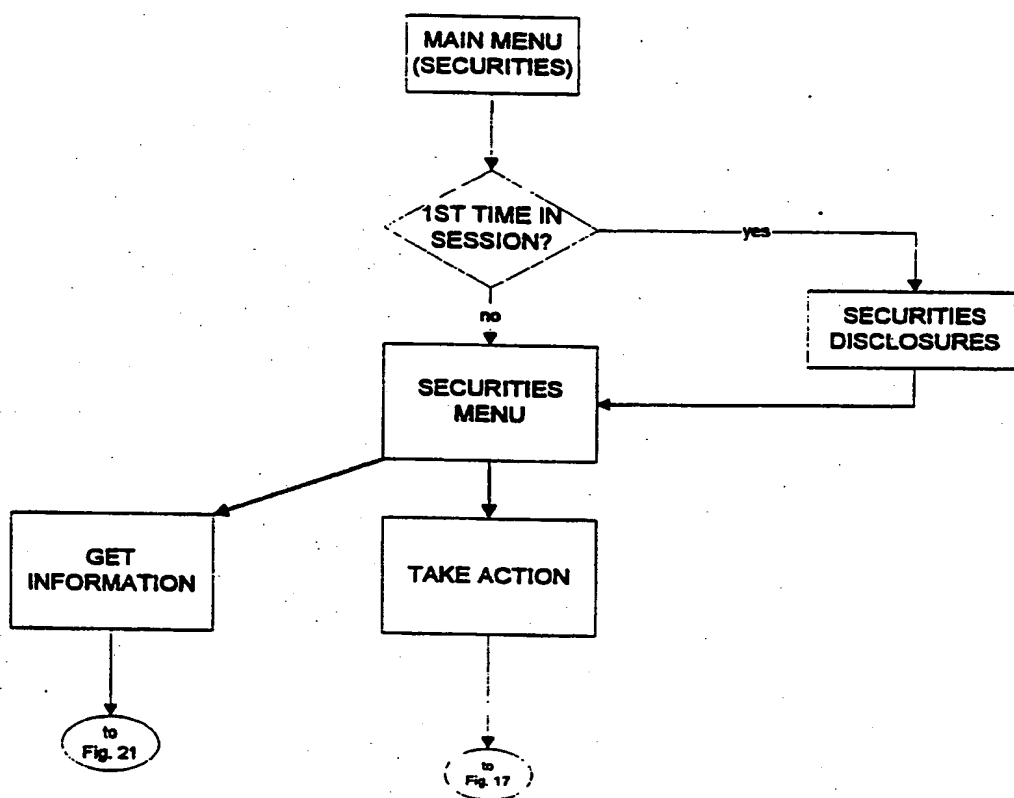 MAIN MENU
(SECURITIES)
1ST TIME IN
SESSION?
yes
no
SECURITIES
DISCLOSURES
SECURITIES
MENU
GET
INFORMATION
TAKE ACTION
to
Fig. 21
to
Fig. 17